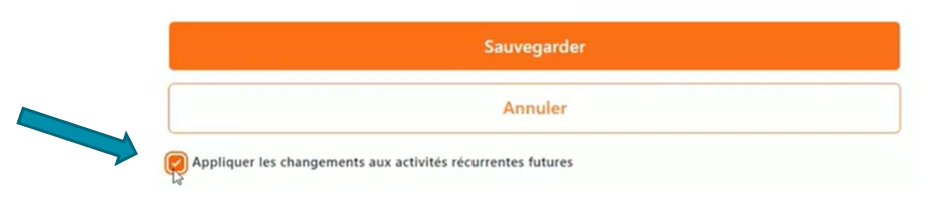 Sauvegarder
Annuler
Appliquer les changements aux activités récurrentes futures